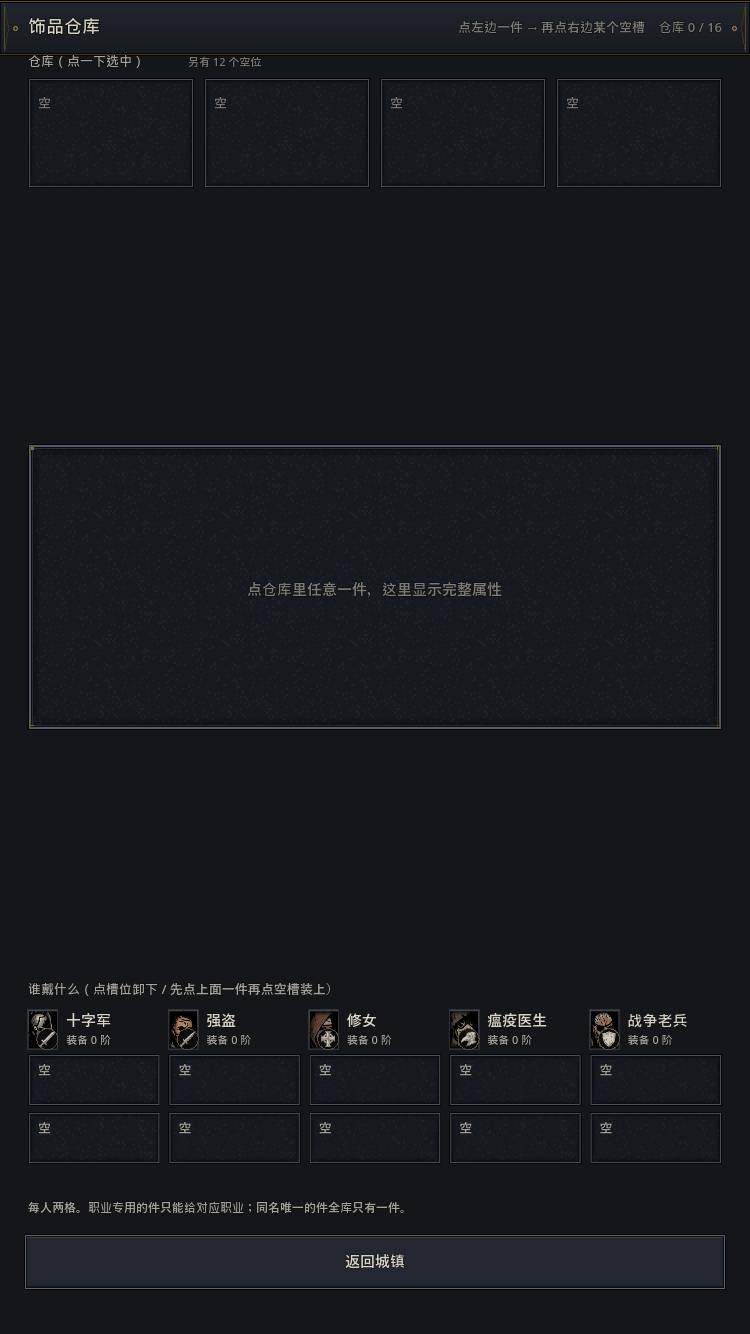 饰品仓库
点左边一件 → 再点右边某个空槽 仓库 0 / 16
仓库 ( 点一下选中 ) 另有 12 个空位
空 空 空 空
点仓库里任意一件，这里显示完整属性
谁戴什么 ( 点槽位卸下 / 先点上面一件再点空槽装上）
十字军 强盗 修女 瘟疫医生 战争老兵
装备 0 阶 装备 0 阶 装备 0 阶 装备 0 阶 装备 0 阶
空 空 空 空 空
空 空 空 空 空
每人两格。职业专用的件只能给对应职业；同名唯一的件全库只有一件。
返回城镇